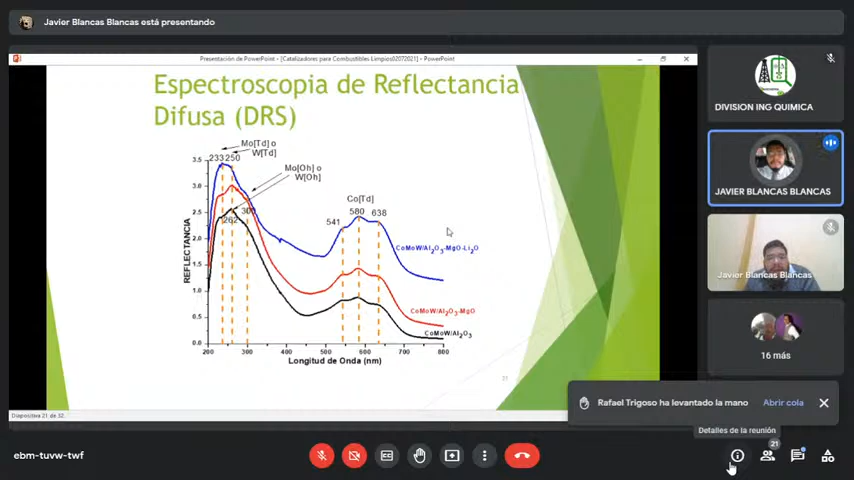 Javier Blancas Blancas está presentando
Presentación de PowerPoint - [Catalizadores para Combustibles Limpios02072021] - PowerPoint
Espectroscopia de Reflectancia
Difusa (DRS)
Mo[Td] o
W[Td]
233 250
Mo[Oh] o
W[Oh]
300
262
Co[Td]
541
580
638
3.5
3.0
2.5
2.0
1.5
1.0
0.5
0.0
REFLECTANCIA
CoMoW/Al2O3-MgO-Li2O
CoMoW/Al2O3-MgO
CoMoW/Al2O3
200 300 400 500 600 700 800
Longitud de Onda (nm)
21
Diapositiva 21 de 32
DIVISION ING QUIMICA
JAVIER BLANCAS BLANCAS
Javier Blancas Blancas
16 más
Rafael Trigoso ha levantado la mano
Abrir cola
Detalles de la reunión
ebm-tuvw-twf
21